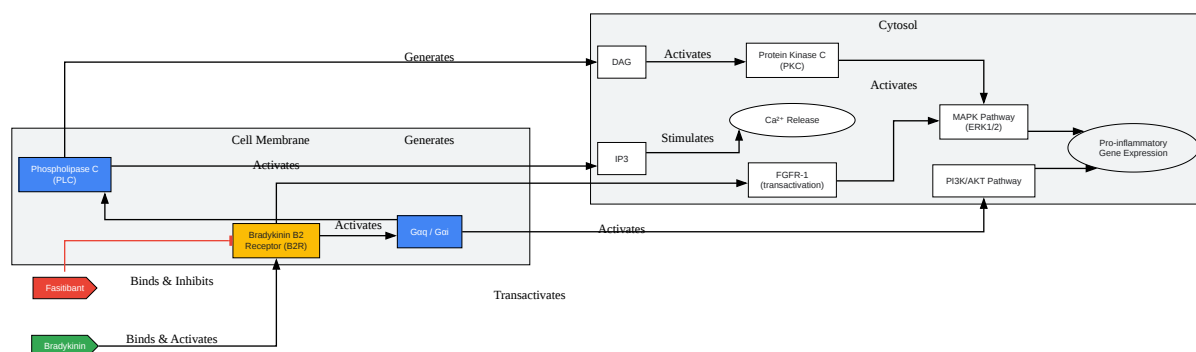 Cytosol
Generates
DAG
Activates
Protein Kinase C
(PKC)
Activates
Ca²⁺ Release
MAPK Pathway
(ERK1/2)
Cell Membrane
Generates
Stimulates
Pro-inflammatory
Gene Expression
Phospholipase C
(PLC)
Activates
IP3
FGFR-1
(transactivation)
PI3K/AKT Pathway
Bradykinin B2
Receptor (B2R)
Activates
Gαq / Gαi
Activates
Fasitibant
Binds & Inhibits
Transactivates
Bradykinin
Binds & Activates